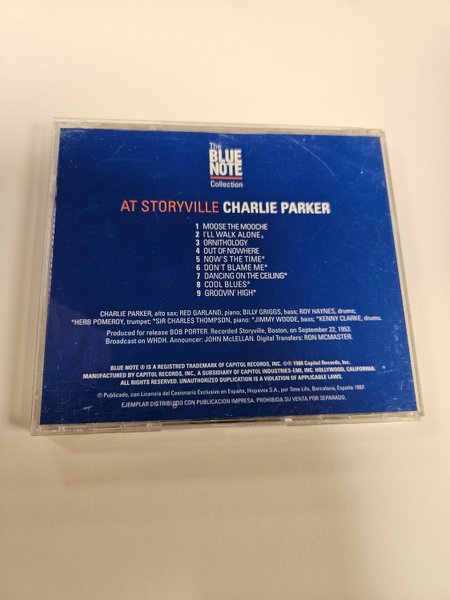 The
BLUE
NOTE
Collection
AT STORYVILLE CHARLIE PARKER
1 MOOSE THE MOOCHE
2 I'LL WALK ALONE
3 ORNITHOLOGY
4 OUT OF NOWHERE
5 NOW'S THE TIME*
6 DON'T BLAME ME*
7 DANCING ON THE CEILING*
8 COOL BLUES*
9 GROOVIN' HIGH*
CHARLIE PARKER, alto sax; RED GARLAND, piano; BILLY GRIGGS, bass; ROY HAYNES, drums;
*HERB POMEROY, trumpet; *SIR CHARLES THOMPSON, piano; *JIMMY WOODE, bass; *KENNY CLARKE, drums.
Produced for release BOB PORTER. Recorded Storyville, Boston, on September 22, 1953.
Broadcast on WHDH. Announcer: JOHN McLELLAN. Digital Transfers: RON McMASTER.
BLUE NOTE ® IS A REGISTRADE TRADEMARK OF CAPITOL RECORDS, INC. ©℗ 1988 Capitol Records, Inc.
MANUFACTURED BY CAPITOL RECORDS, INC., A SUBSIDIARY OF CAPITOL INDUSTRIES-EMI, INC. HOLLYWOOD, CALIFORNIA.
ALL RIGHTS RESERVED. UNAUTHORIZED DUPLICATION IS A VIOLATION OF APPLICABLE LAWS.
℗ Publicado, con Licencia del Cesionario Exclusivo en España, Hispavox S.A., por Time Life, Barcelona, España, 1997.
EJEMPLAR DISTRIBUIDO CON PUBLICACION IMPRESA. PROHIBIDA SU VENTA POR SEPARADO.